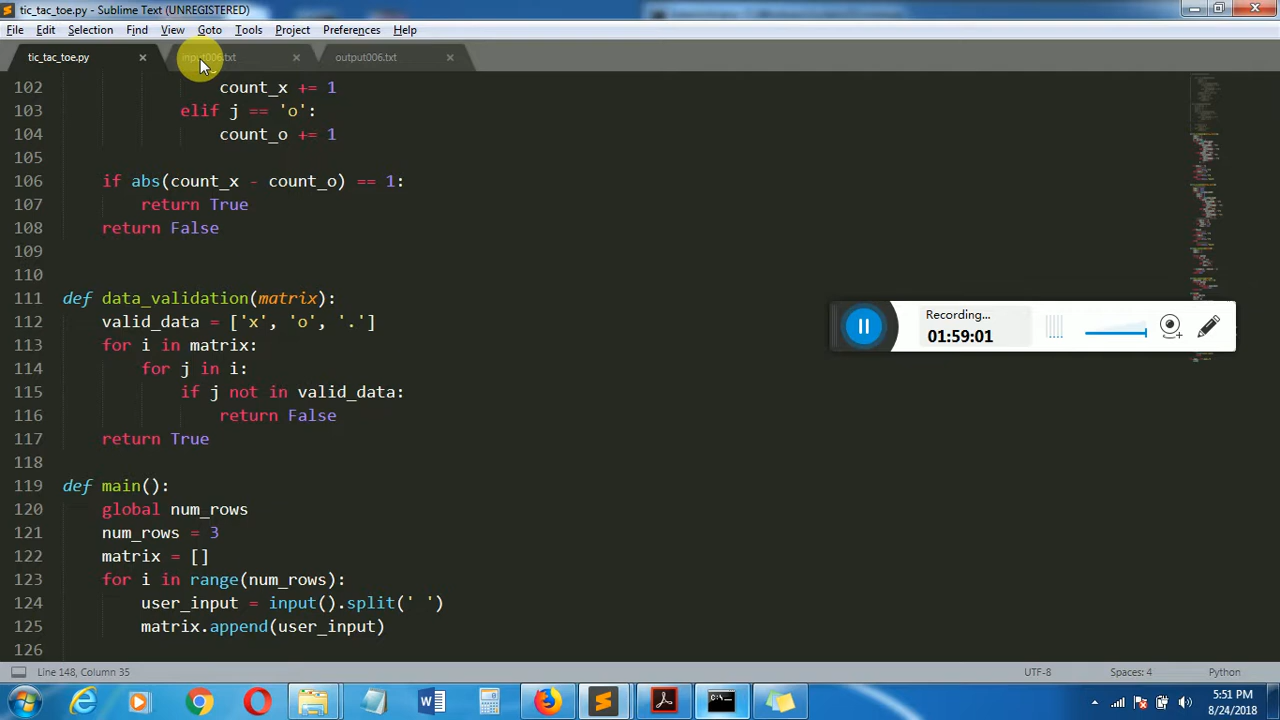 tic_tac_toe.py - Sublime Text (UNREGISTERED)
File Edit Selection Find View Goto Tools Project Preferences Help
tic_tac_toe.py input006.txt output006.txt
102 count_x += 1
103 elif j == 'o':
104 count_o += 1
105
106 if abs(count_x - count_o) == 1:
107 return True
108 return False
109
110
111 def data_validation(matrix):
112 valid_data = ['x', 'o', '.']
113 for i in matrix:
114 for j in i:
115 if j not in valid_data:
116 return False
117 return True
118
119 def main():
120 global num_rows
121 num_rows = 3
122 matrix = []
123 for i in range(num_rows):
124 user_input = input().split(' ')
125 matrix.append(user_input)
126
Recording...
01:59:01
Line 148, Column 35 UTF-8 Spaces: 4 Python
5:51 PM
8/24/2018